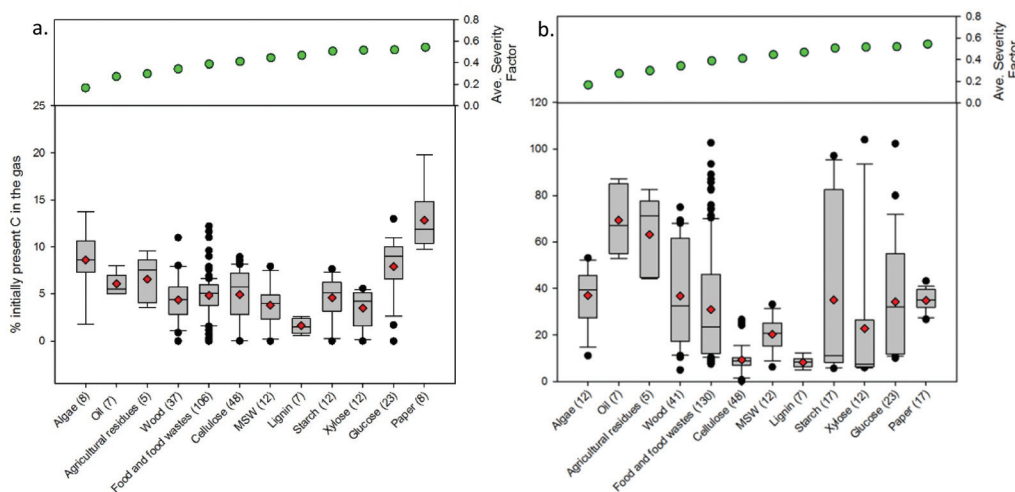 a.
0.8
0.6
0.4
0.2
0.0
Ave. Severity
Factor
25
20
15
10
5
0
% initially present C in the gas
Algae (8)
Oil (7)
Agricultural residues (5)
Wood (37)
Food and food wastes (106)
Cellulose (48)
MSW (12)
Lignin (7)
Starch (12)
Xylose (12)
Glucose (23)
Paper (8)
b.
0.8
0.6
0.4
0.2
0.0
Ave. Severity
Factor
120
100
80
60
40
20
0
Algae (12)
Oil (7)
Agricultural residues (5)
Wood (41)
Food and food wastes (130)
Cellulose (48)
MSW (12)
Lignin (7)
Starch (17)
Xylose (12)
Glucose (23)
Paper (17)